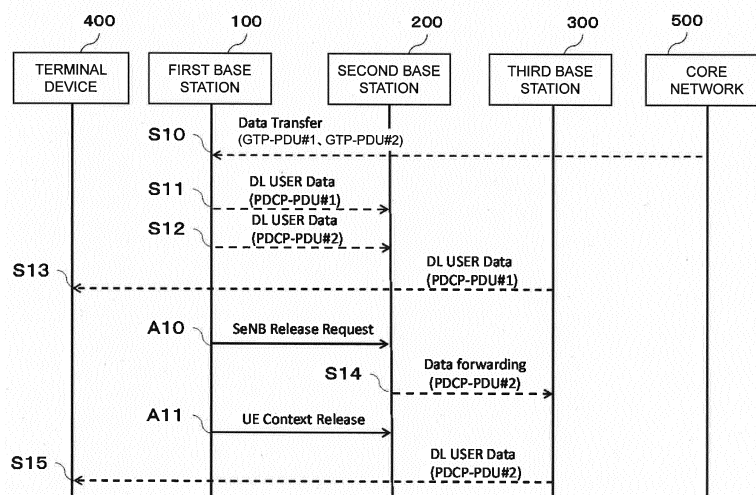 400
100
200
300
500
TERMINAL
DEVICE
FIRST BASE
STATION
SECOND BASE
STATION
THIRD BASE
STATION
CORE
NETWORK
Data Transfer
S10
(GTP-PDU#1、GTP-PDU#2)
S11
DL USER Data
(PDCP-PDU#1)
S12
DL USER Data
(PDCP-PDU#2)
S13
DL USER Data
(PDCP-PDU#1)
A10
SeNB Release Request
S14
Data forwarding
(PDCP-PDU#2)
A11
UE Context Release
S15
DL USER Data
(PDCP-PDU#2)